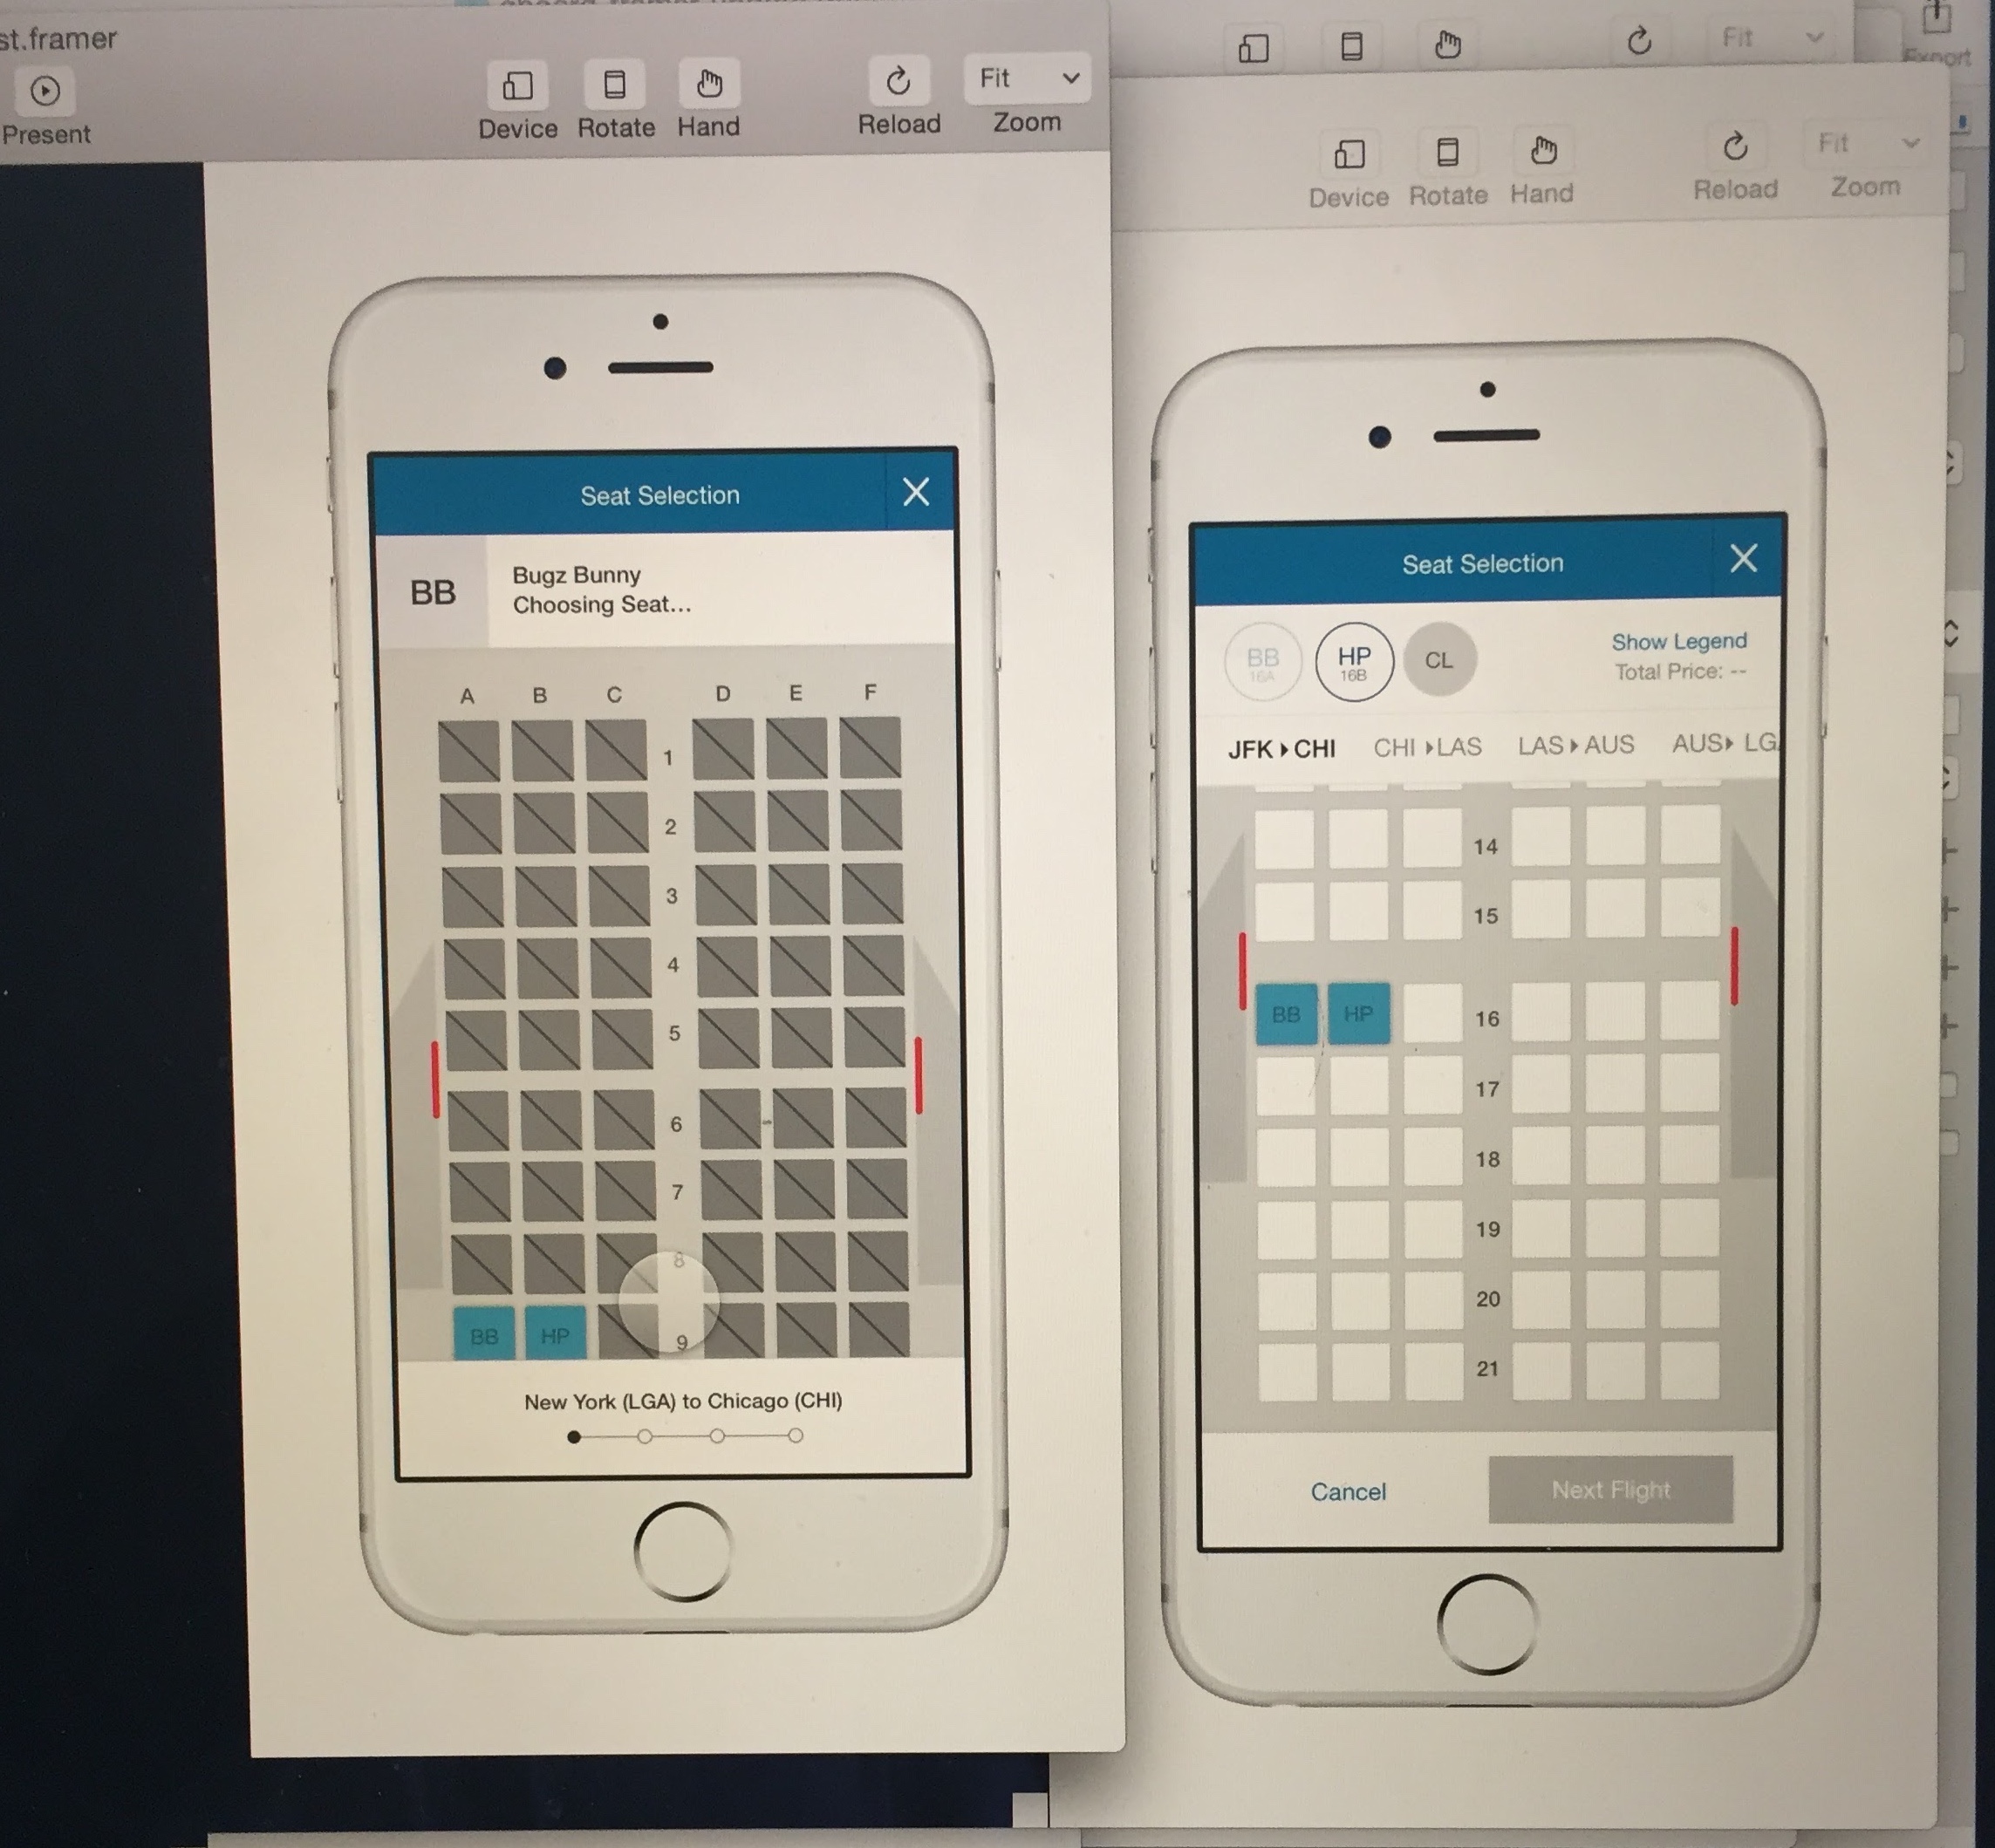 st.framer
Present
Device Rotate Hand
Reload
Fit
Zoom
Seat Selection
BB
Bugz Bunny
Choosing Seat...
A B C D E F
1
2
3
4
5
6
7
8
BB HP 9
New York (LGA) to Chicago (CHI)
Fit
Export
Device Rotate Hand
Reload
Fit
Zoom
Seat Selection
BB
16A
HP
16B
CL
Show Legend
Total Price: --
JFK▸CHI CHI▸LAS LAS▸AUS AUS▸LG
14
15
BB HP 16
17
18
19
20
21
Cancel
Next Flight